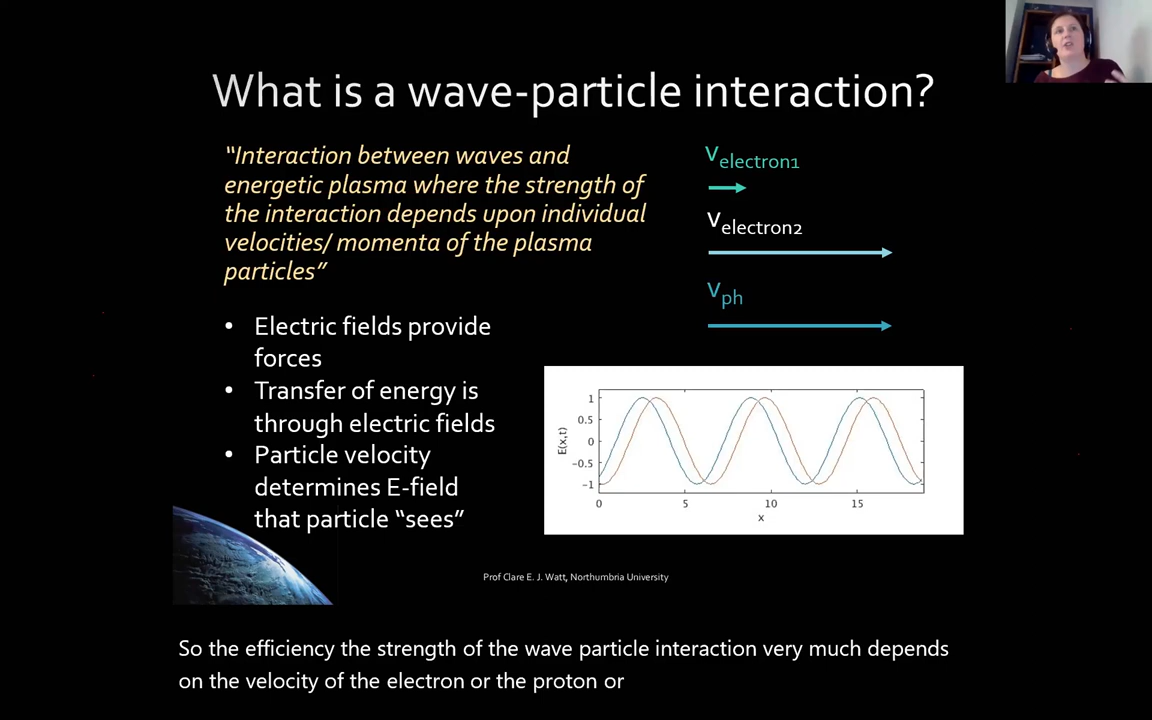 What is a wave-particle interaction?
“Interaction between waves and
energetic plasma where the strength of
the interaction depends upon individual
velocities/ momenta of the plasma
particles”
• Electric fields provide
forces
• Transfer of energy is
through electric fields
• Particle velocity
determines E-field
that particle “sees”
v electron1
v electron2
v ph
1
0.5
0
−0.5
−1
E(x,t)
0 5 10 15
x
Prof Clare E. J. Watt, Northumbria University
So the efficiency the strength of the wave particle interaction very much depends
on the velocity of the electron or the proton or